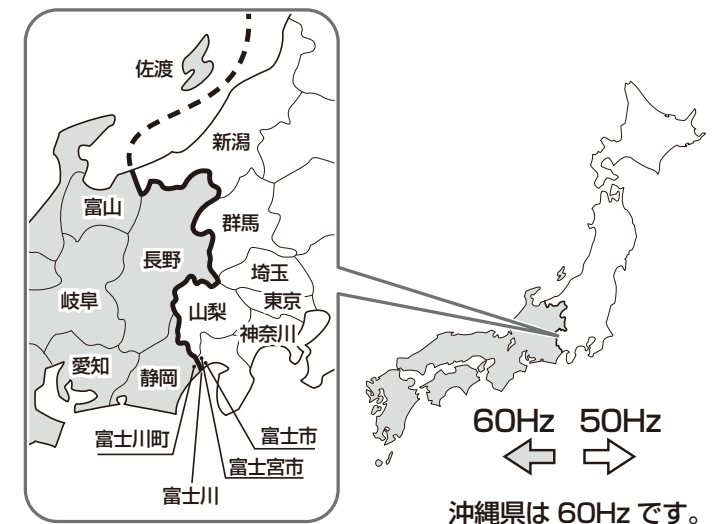 佐渡
新潟
富山
群馬
長野
埼玉
岐阜
東京
山梨
神奈川
愛知
静岡
富士川町
富士市
富士宮市
富士川
60Hz 50Hz
沖縄県は 60Hz です。